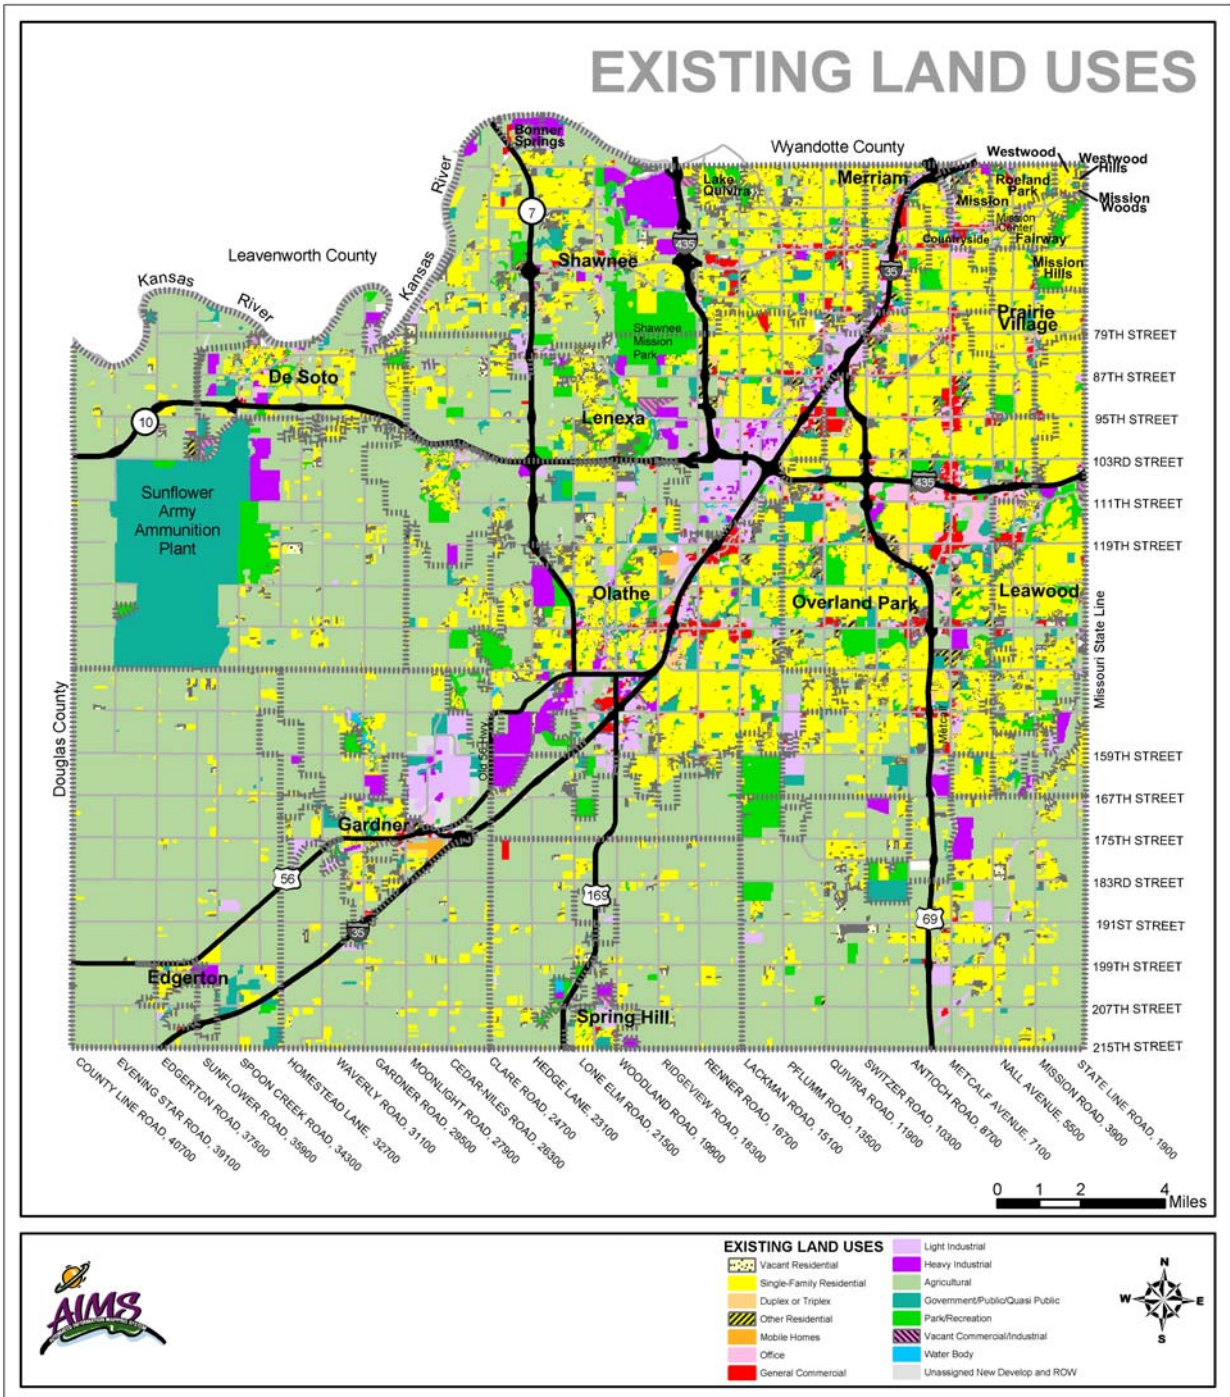 EXISTING LAND USES
Bonner
Springs
Wyandotte County
Westwood
Westwood
Hills
Lake
Quivira
Merriam
Roeland
Park
Mission
Mission
Woods
River
7
Mission
Center
Countryside
Fairway
435
Leavenworth County
Shawnee
Mission
Hills
35
Kansas
Kansas
River
Prairie
Village
Shawnee
Mission
Park
79TH STREET
De Soto
87TH STREET
10
Lenexa
95TH STREET
103RD STREET
435
Sunflower
Army
Ammunition
Plant
111TH STREET
119TH STREET
Olathe
Overland Park
Leawood
Missouri State Line
Douglas County
Metcalf
Old 56 Hwy
159TH STREET
167TH STREET
Gardner
175TH STREET
56
183RD STREET
169
69
35
191ST STREET
199TH STREET
Edgerton
207TH STREET
Spring Hill
215TH STREET
COUNTY LINE ROAD, 40700
EVENING STAR ROAD, 39100
EDGERTON ROAD, 37500
SUNFLOWER ROAD, 35900
SPOON CREEK ROAD, 34300
HOMESTEAD LANE, 32700
WAVERLY ROAD, 31100
GARDNER ROAD, 29500
MOONLIGHT ROAD, 27900
CEDAR-NILES ROAD, 26300
CLARE ROAD, 24700
HEDGE LANE, 23100
LONE ELM ROAD, 21500
WOODLAND ROAD, 19900
RIDGEVIEW ROAD, 18300
RENNER ROAD, 16700
LACKMAN ROAD, 15100
PFLUMM ROAD, 13500
QUIVIRA ROAD, 11900
SWITZER ROAD, 10300
ANTIOCH ROAD, 8700
METCALF AVENUE, 7100
NALL AVENUE, 5500
MISSION ROAD, 3900
STATE LINE ROAD, 1900
0 1 2 4
Miles
AIMS
EXISTING LAND USES
Vacant Residential
Single-Family Residential
Duplex or Triplex
Other Residential
Mobile Homes
Office
General Commercial
Light Industrial
Heavy Industrial
Agricultural
Government/Public/Quasi Public
Park/Recreation
Vacant Commercial/Industrial
Water Body
Unassigned New Develop and ROW
N
W E
S